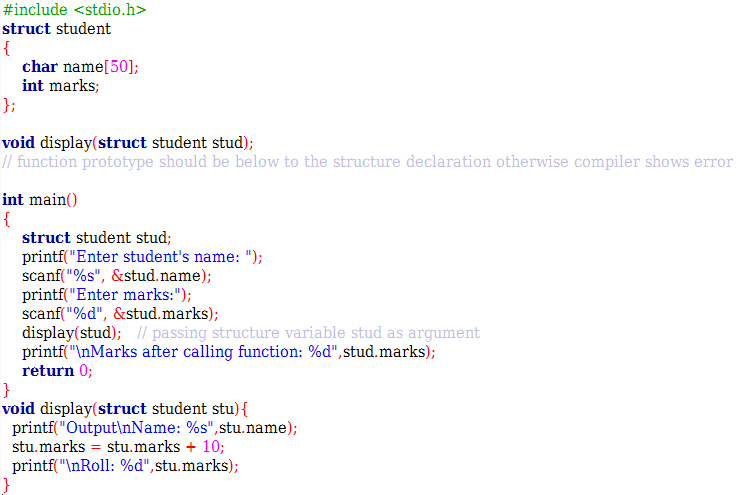 #include <stdio.h>
struct student
{
char name[50];
int marks;
};
void display(struct student stud);
// function prototype should be below to the structure declaration otherwise compiler shows error
int main()
{
struct student stud;
printf("Enter student's name: ");
scanf("%s", &stud.name);
printf("Enter marks:");
scanf("%d", &stud.marks);
display(stud);   // passing structure variable stud as argument
printf("\nMarks after calling function: %d",stud.marks);
return 0;
}
void display(struct student stu){
printf("Output\nName: %s",stu.name);
stu.marks = stu.marks + 10;
printf("\nRoll: %d",stu.marks);
}